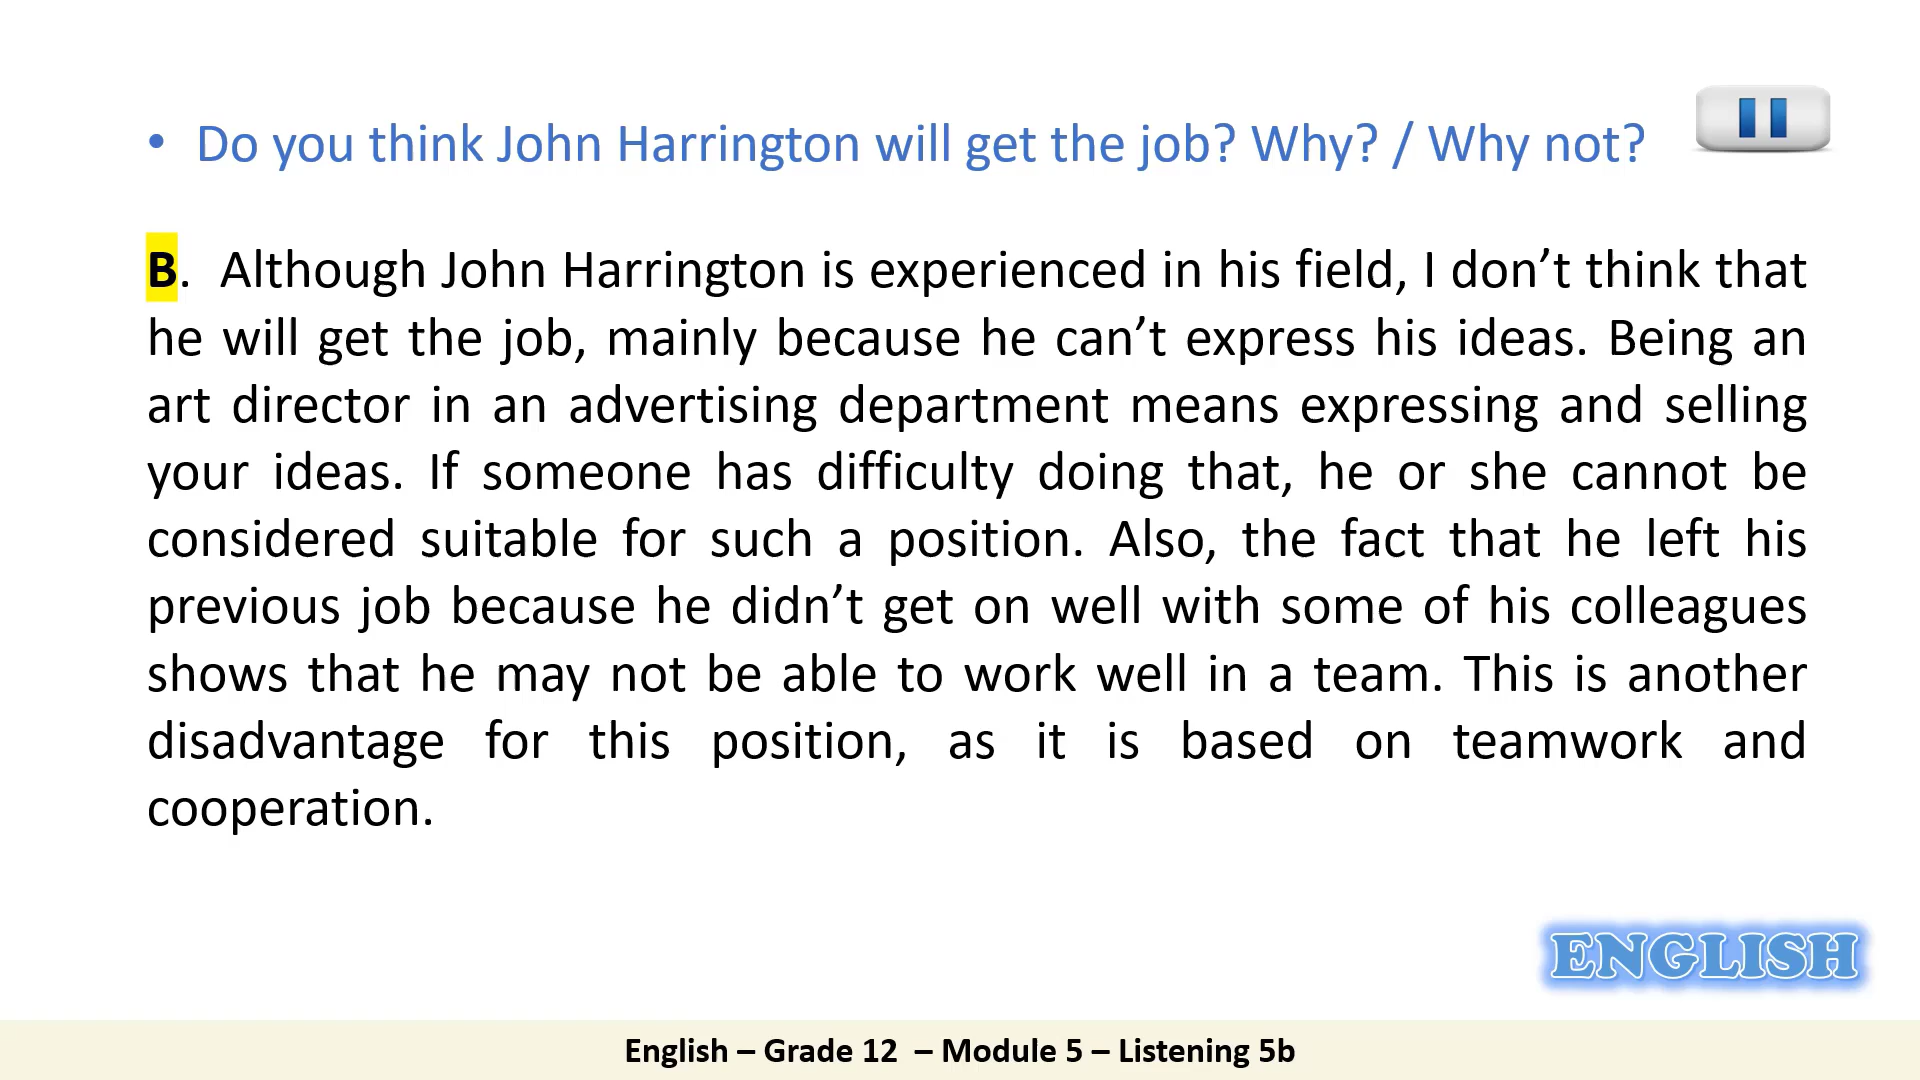 • Do you think John Harrington will get the job? Why? / Why not?
B. Although John Harrington is experienced in his field, I don’t think that
he will get the job, mainly because he can’t express his ideas. Being an
art director in an advertising department means expressing and selling
your ideas. If someone has difficulty doing that, he or she cannot be
considered suitable for such a position. Also, the fact that he left his
previous job because he didn’t get on well with some of his colleagues
shows that he may not be able to work well in a team. This is another
disadvantage for this position, as it is based on teamwork and
cooperation.
ENGLISH
English – Grade 12 – Module 5 – Listening 5b